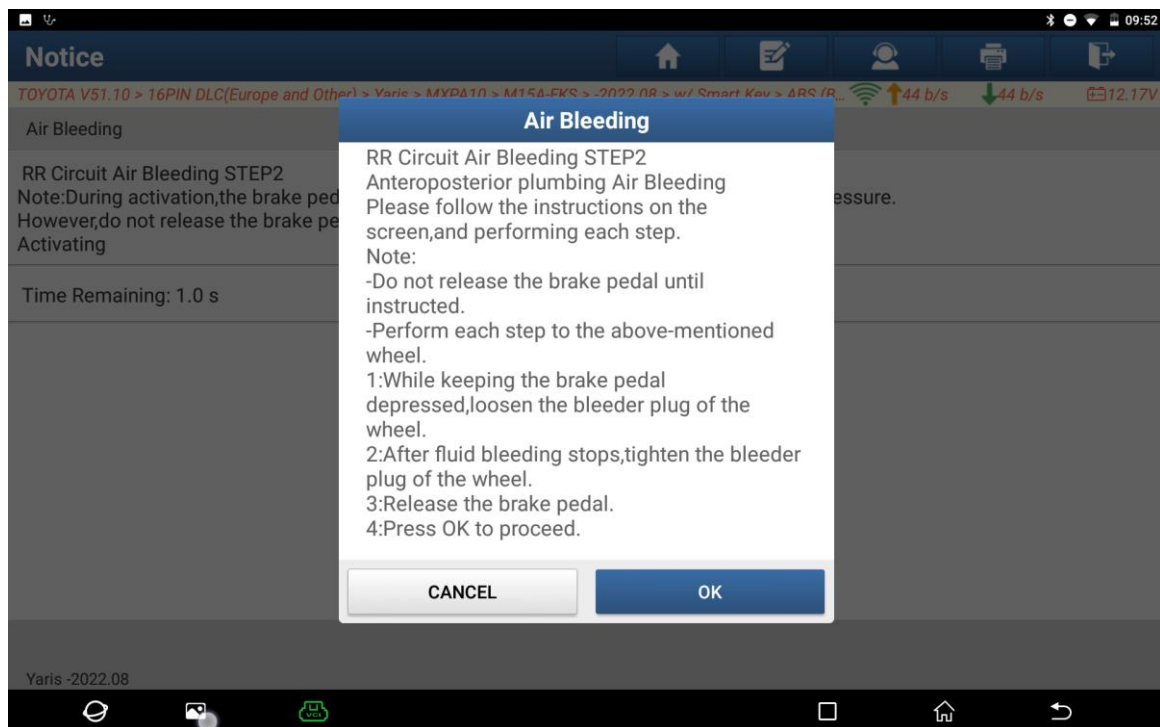 09:52
Notice
TOYOTA V51.10 > 16PIN DLC(Europe and Other) > Yaris > MXPA10 > M15A-FKS > -2022.08 > w/ Smart Key > ABS (B... 44 b/s 44 b/s 12.17V
Air Bleeding
RR Circuit Air Bleeding STEP2
Note:During activation,the brake ped
essure.
However,do not release the brake pe
Activating
Time Remaining: 1.0 s
Air Bleeding
RR Circuit Air Bleeding STEP2
Anteroposterior plumbing Air Bleeding
Please follow the instructions on the
screen,and performing each step.
Note:
-Do not release the brake pedal until
instructed.
-Perform each step to the above-mentioned
wheel.
1:While keeping the brake pedal
depressed,loosen the bleeder plug of the
wheel.
2:After fluid bleeding stops,tighten the bleeder
plug of the wheel.
3:Release the brake pedal.
4:Press OK to proceed.
CANCEL
OK
Yaris -2022.08
VCI